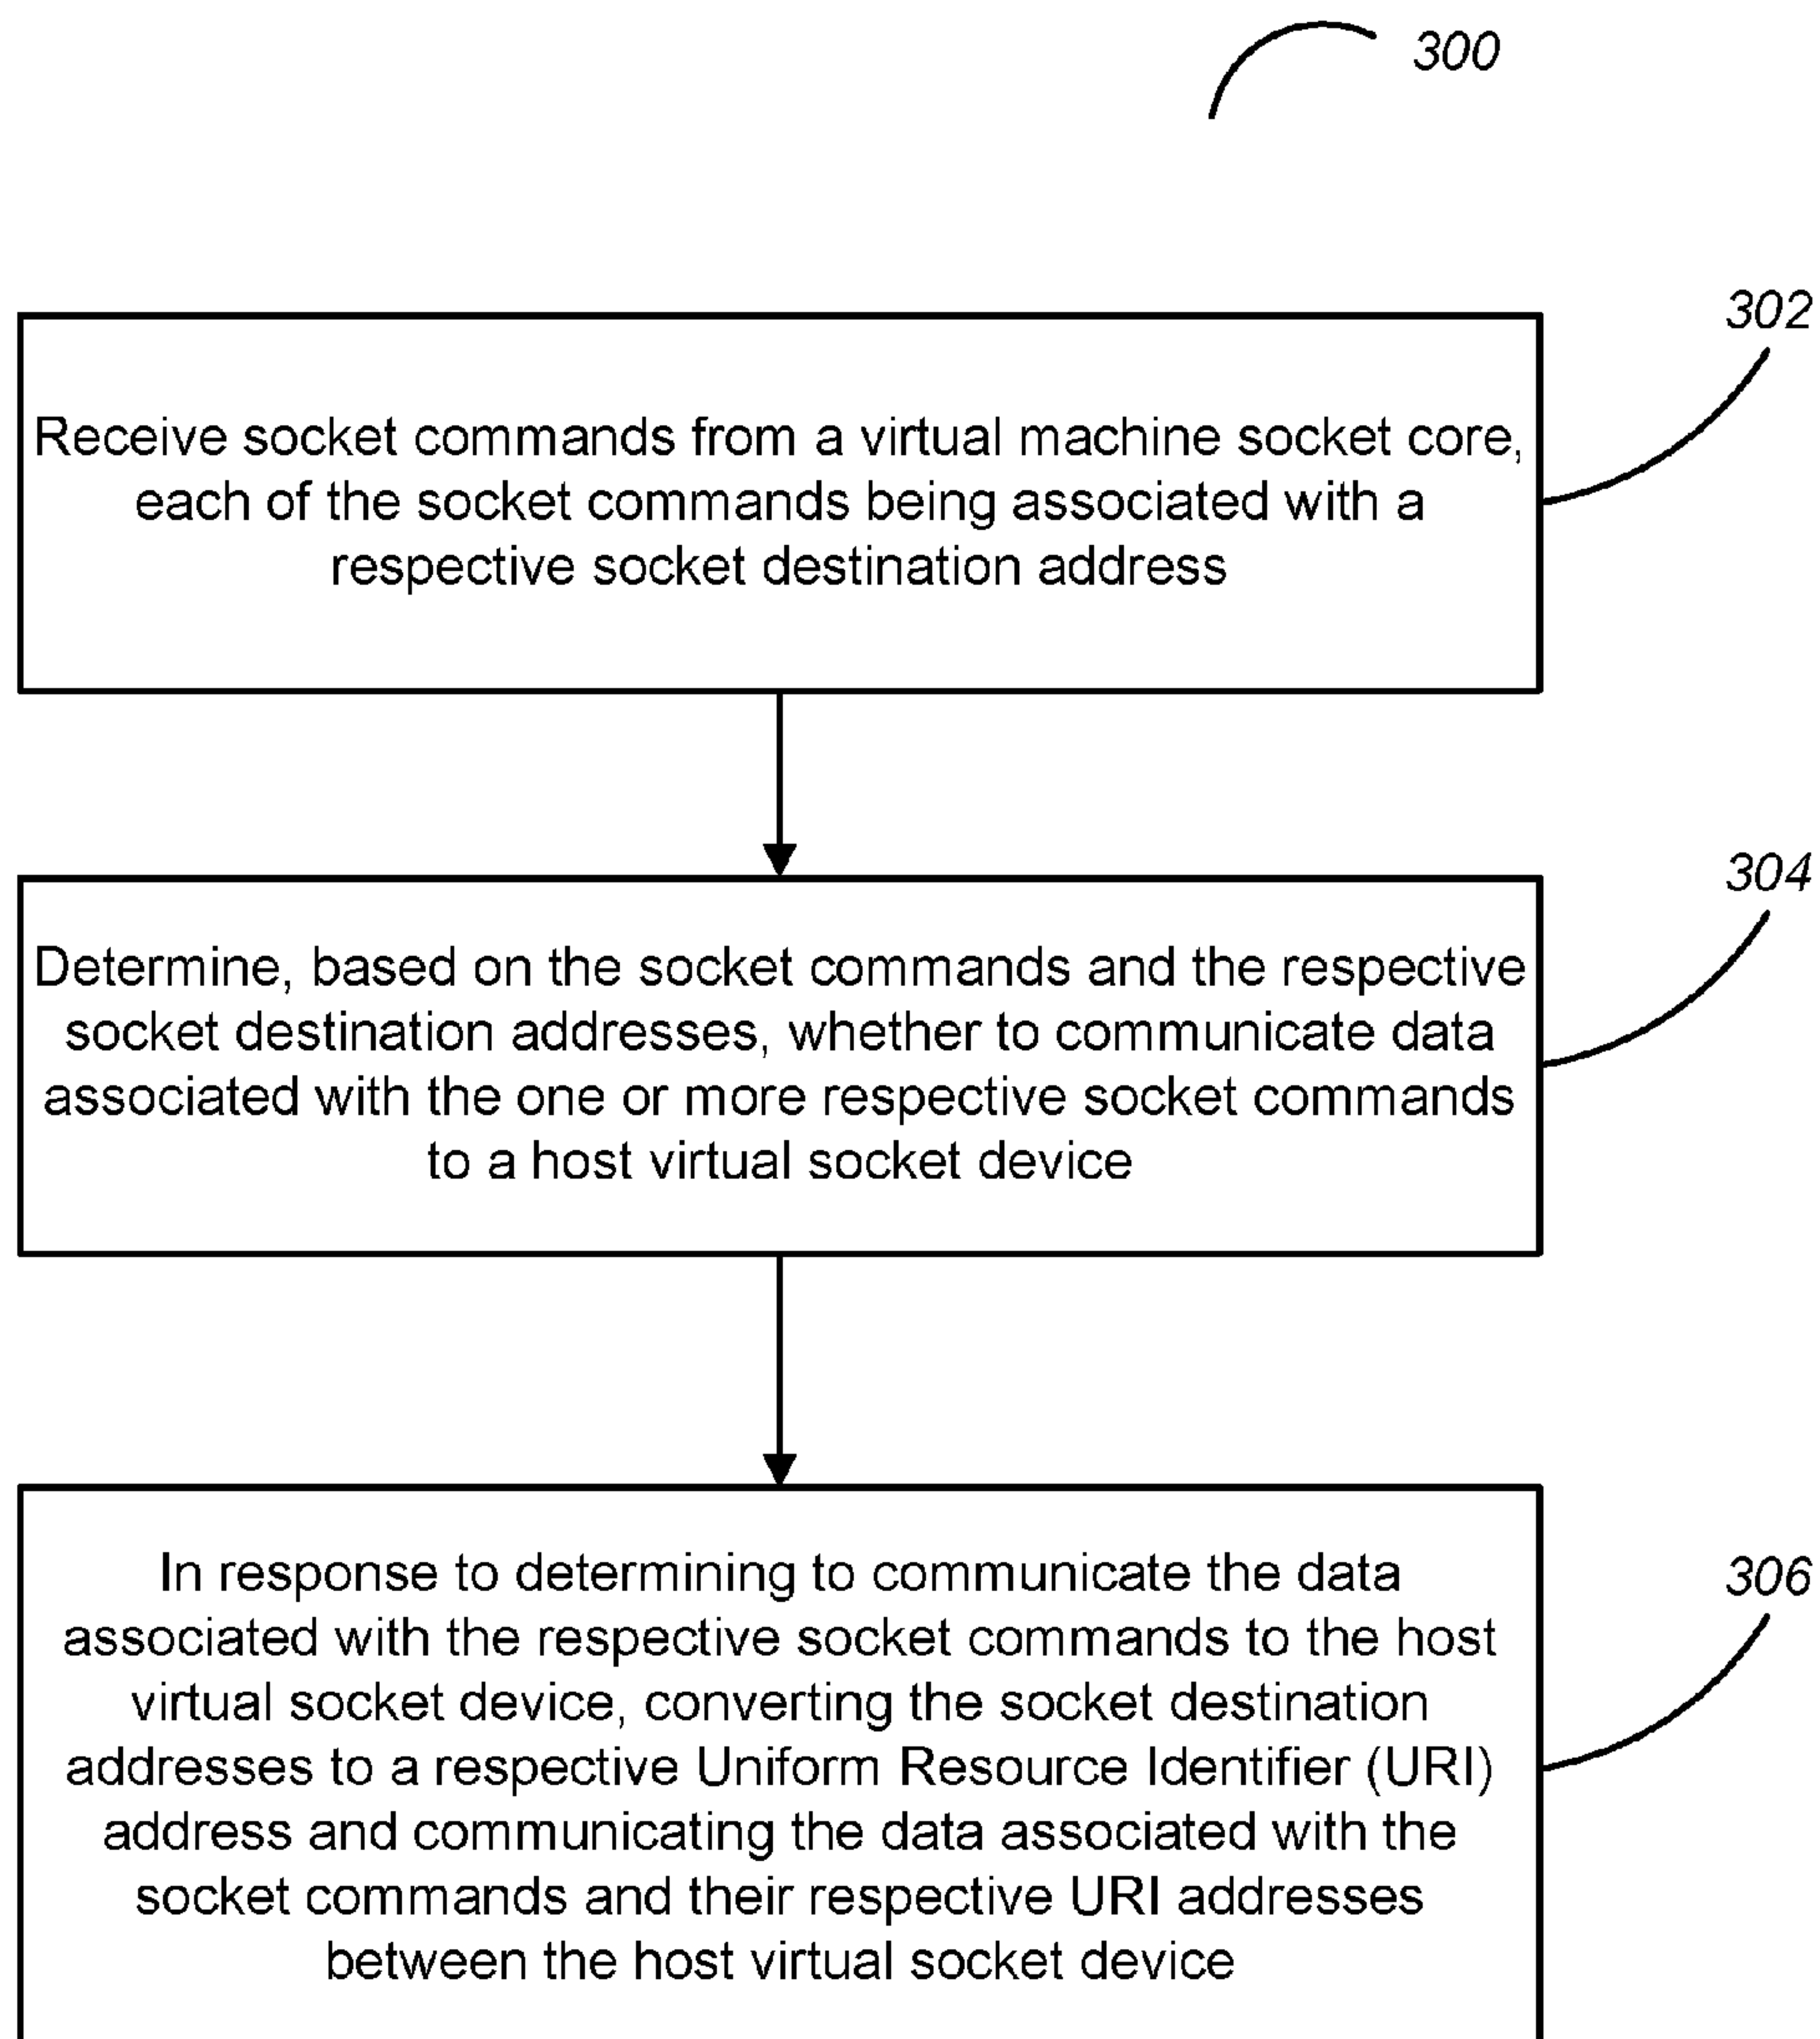 300
302
Receive socket commands from a virtual machine socket core,
each of the socket commands being associated with a
respective socket destination address
304
Determine, based on the socket commands and the respective
socket destination addresses, whether to communicate data
associated with the one or more respective socket commands
to a host virtual socket device
306
In response to determining to communicate the data
associated with the respective socket commands to the host
virtual socket device, converting the socket destination
addresses to a respective Uniform Resource Identifier (URI)
address and communicating the data associated with the
socket commands and their respective URI addresses
between the host virtual socket device